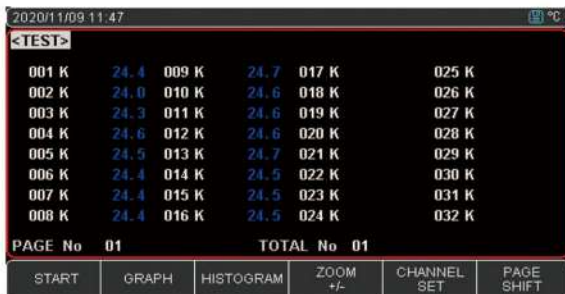 2020/11/09 11:47 °C
<TEST>
001 K 24.4 009 K 24.7 017 K 025 K
002 K 24.0 010 K 24.6 018 K 026 K
003 K 24.3 011 K 24.6 019 K 027 K
004 K 24.6 012 K 24.6 020 K 028 K
005 K 24.5 013 K 24.7 021 K 029 K
006 K 24.4 014 K 24.5 022 K 030 K
007 K 24.4 015 K 24.5 023 K 031 K
008 K 24.4 016 K 24.5 024 K 032 K
PAGE No 01 TOTAL No 01
START GRAPH HISTOGRAM ZOOM +/- CHANNEL SET PAGE SHIFT